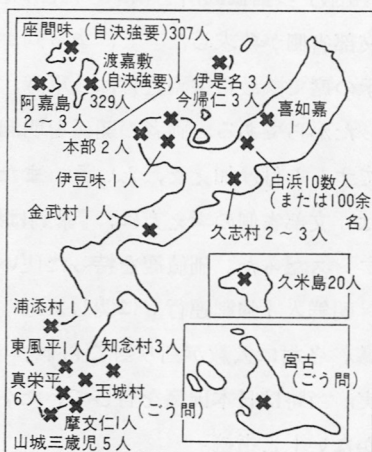 座間味 (自決強要)307人
渡嘉敷
(自決強要)
329人
阿嘉島
2～3人
伊是名3人
今帰仁3人
喜如嘉
1人
本部2人
伊豆味1人
白浜10数人
(または100余
名)
金武村1人
久志村2～3人
久米島20人
浦添村1人
東風平1人
知念村3人
真栄平
6人
玉城村
(ごう問)
摩文仁1人
山城三歳児5人
宮古
(ごう問)